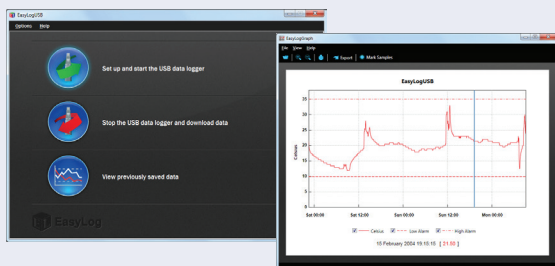 EasyLogUSB
Options Help
Set up and start the USB data logger
Stop the USB data logger and download data
View previously saved data
EasyLog
EasyLogGraph
File View Help
Export Mark Samples
EasyLogUSB
Celsius
35
30
25
20
15
10
5
0
Sat 00:00 Sat 12:00 Sun 00:00 Sun 12:00 Mon 00:00
Celsius Low Alarm High Alarm
15 February 2004 19:15:15 [ 21.50 ]